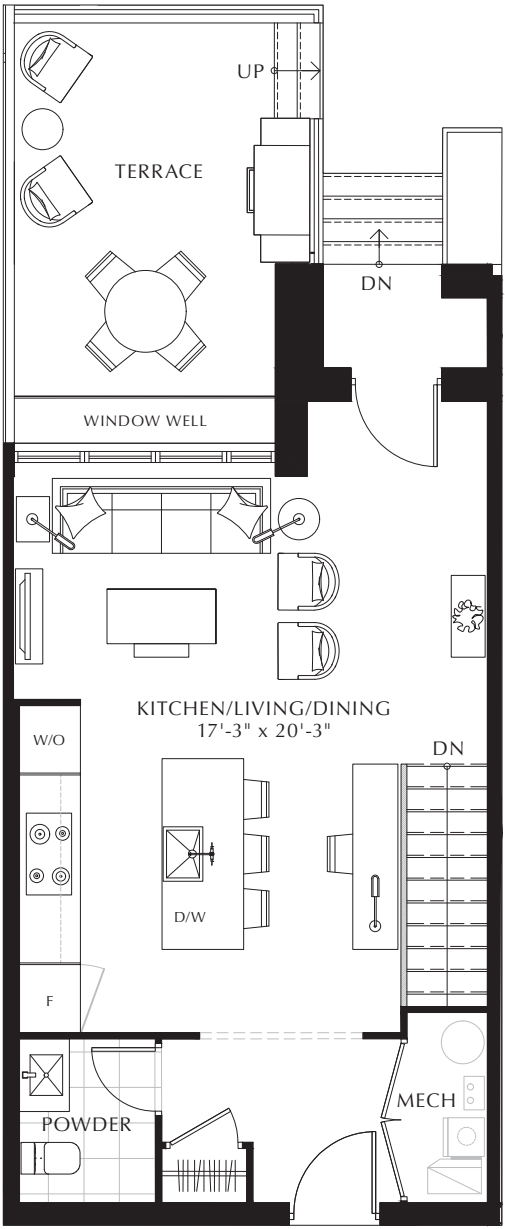 UP
TERRACE
DN
WINDOW WELL
KITCHEN/LIVING/DINING
17'-3" x 20'-3"
W/O
DN
D/W
F
MECH
POWDER